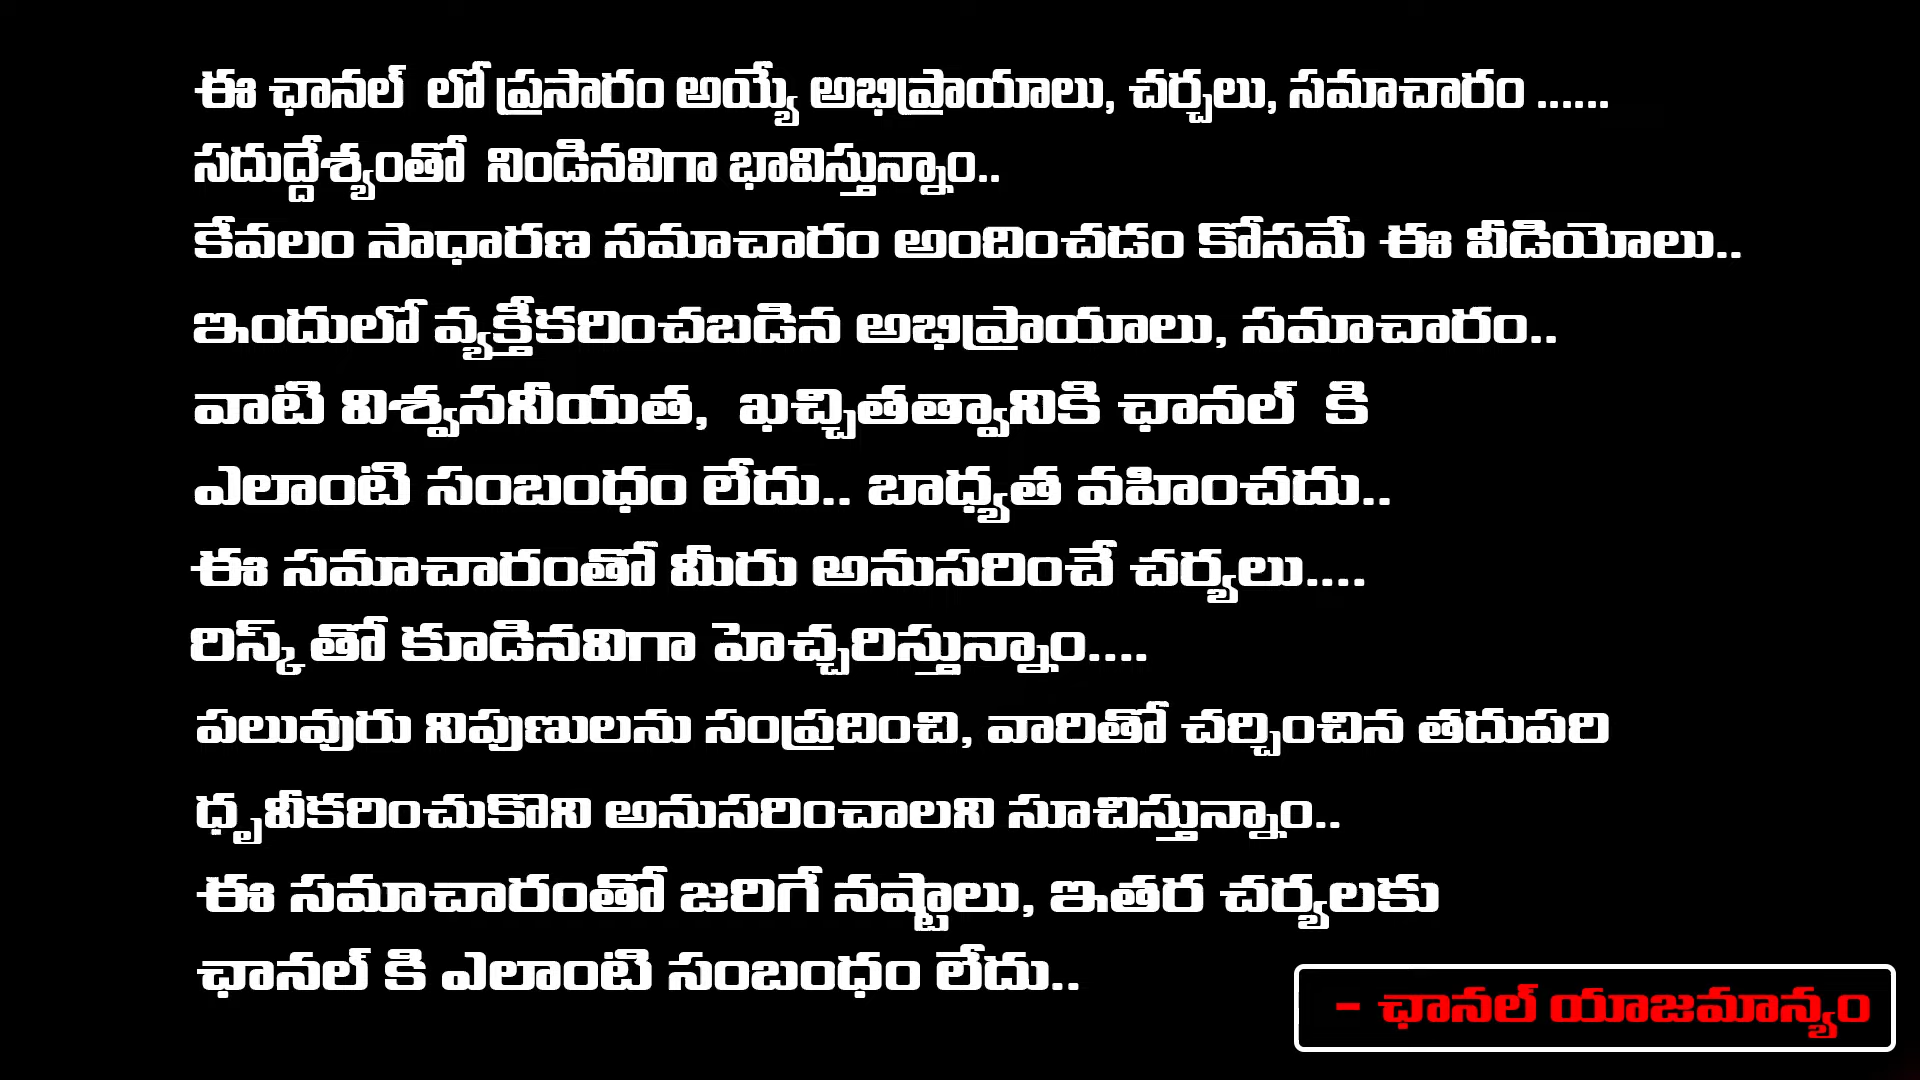 ఈ ఛానల్ లో ప్రసారం అయ్యే అభిప్రాయాలు, చర్చలు, సమాచారం ......
సదుద్దేశ్యంతో నిండినవిగా భావిస్తున్నాం..
కేవలం సాధారణ సమాచారం అందించడం కోసమే ఈ వీడియోలు..
ఇందులో వ్యక్తీకరించబడిన అభిప్రాయాలు, సమాచారం..
వాటి విశ్వసనీయత, ఖచ్చితత్వానికి ఛానల్ కి
ఎలాంటి సంబంధం లేదు.. బాధ్యత వహించదు..
ఈ సమాచారంతో మీరు అనుసరించే చర్యలు....
రిస్క్ తో కూడినవిగా హెచ్చరిస్తున్నాం....
పలువురు నిపుణులను సంప్రదించి, వారితో చర్చించిన తదుపరి
ధృవీకరించుకొని అనుసరించాలని సూచిస్తున్నాం..
ఈ సమాచారంతో జరిగే నష్టాలు, ఇతర చర్యలకు
ఛానల్ కి ఎలాంటి సంబంధం లేదు..
- ఛానల్ యాజమాన్యం